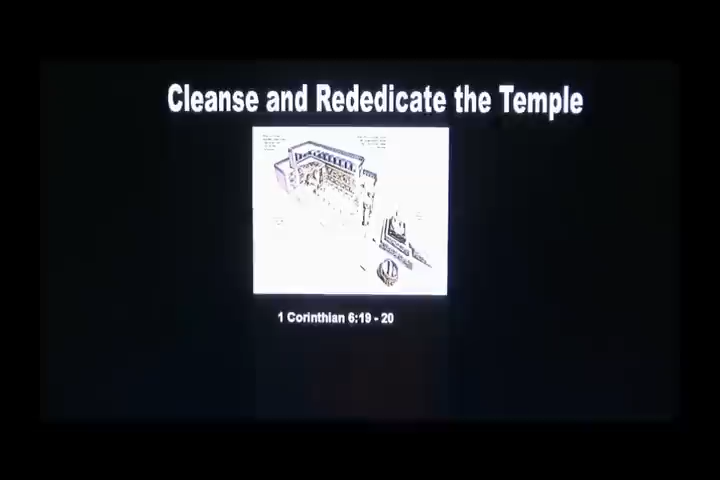 Cleanse and Rededicate the Temple
1 Corinthian 6:19 - 20